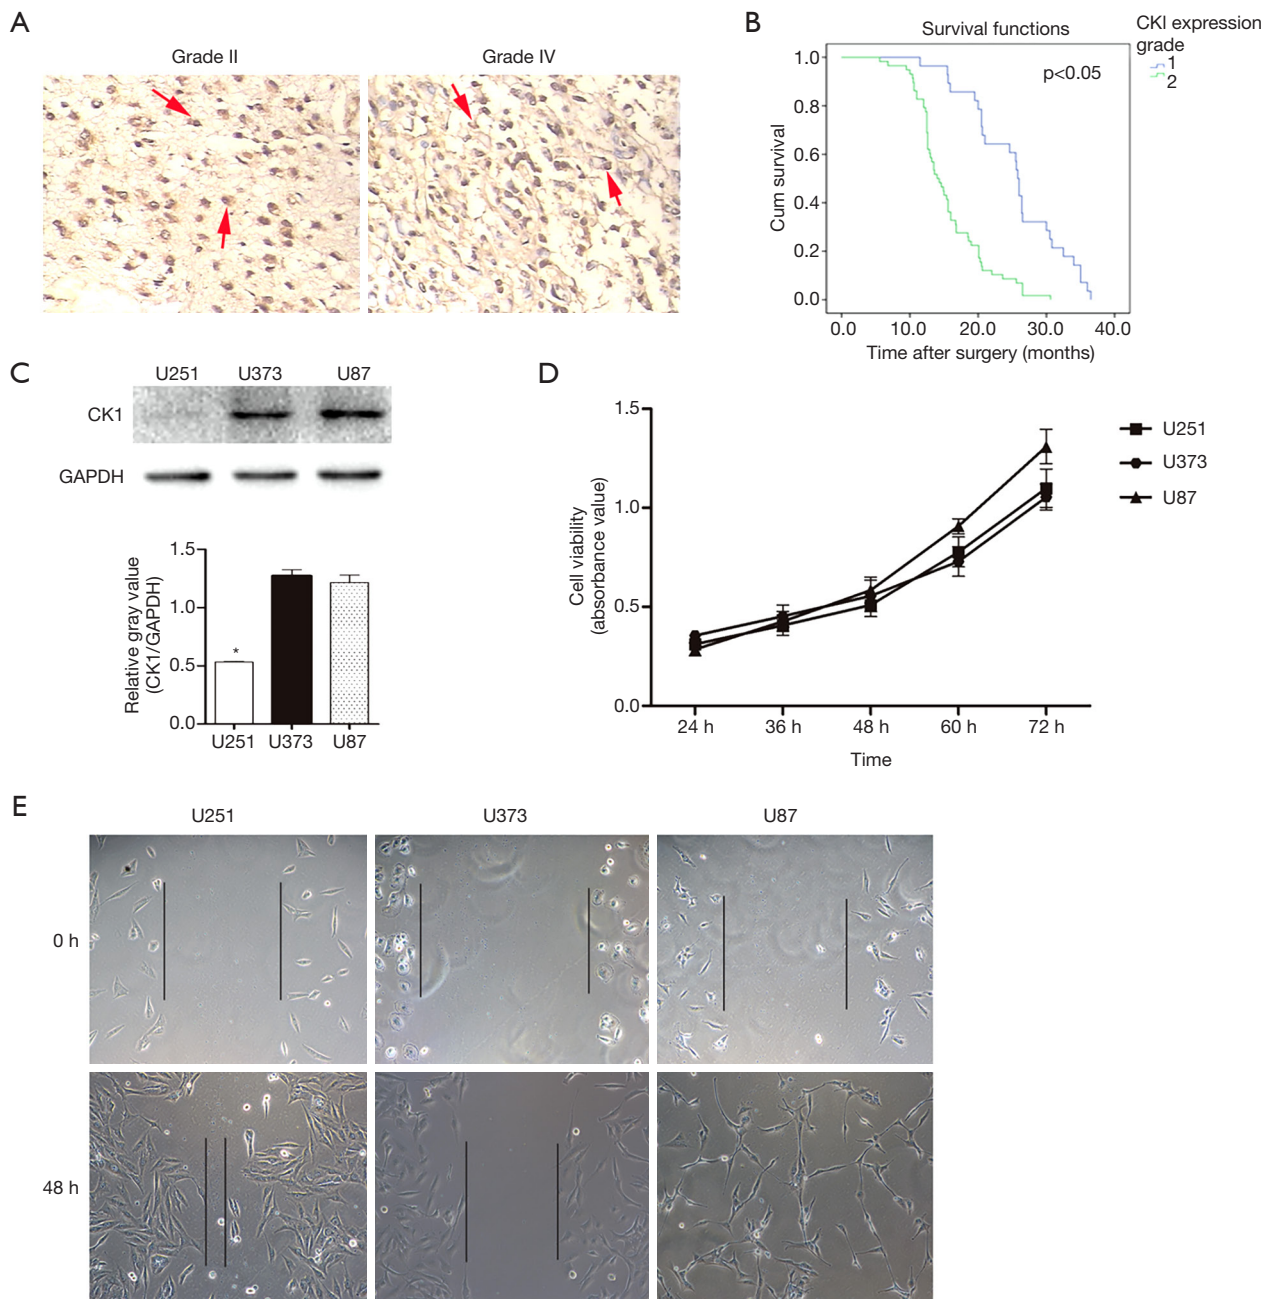 A
Grade II
Grade IV
B
Survival functions
CKI expression
grade
1
2
p<0.05
Cum survival
1.0
0.8
0.6
0.4
0.2
0.0
0.0
10.0
20.0
30.0
40.0
Time after surgery (months)
C
U251
U373
U87
CK1
GAPDH
Relative gray value
(CK1/GAPDH)
1.5
1.0
0.5
0.0
*
U251
U373
U87
D
Cell viability
(absorbance value)
1.5
1.0
0.5
0.0
24 h
36 h
48 h
60 h
72 h
Time
U251
U373
U87
E
U251
U373
U87
0 h
48 h